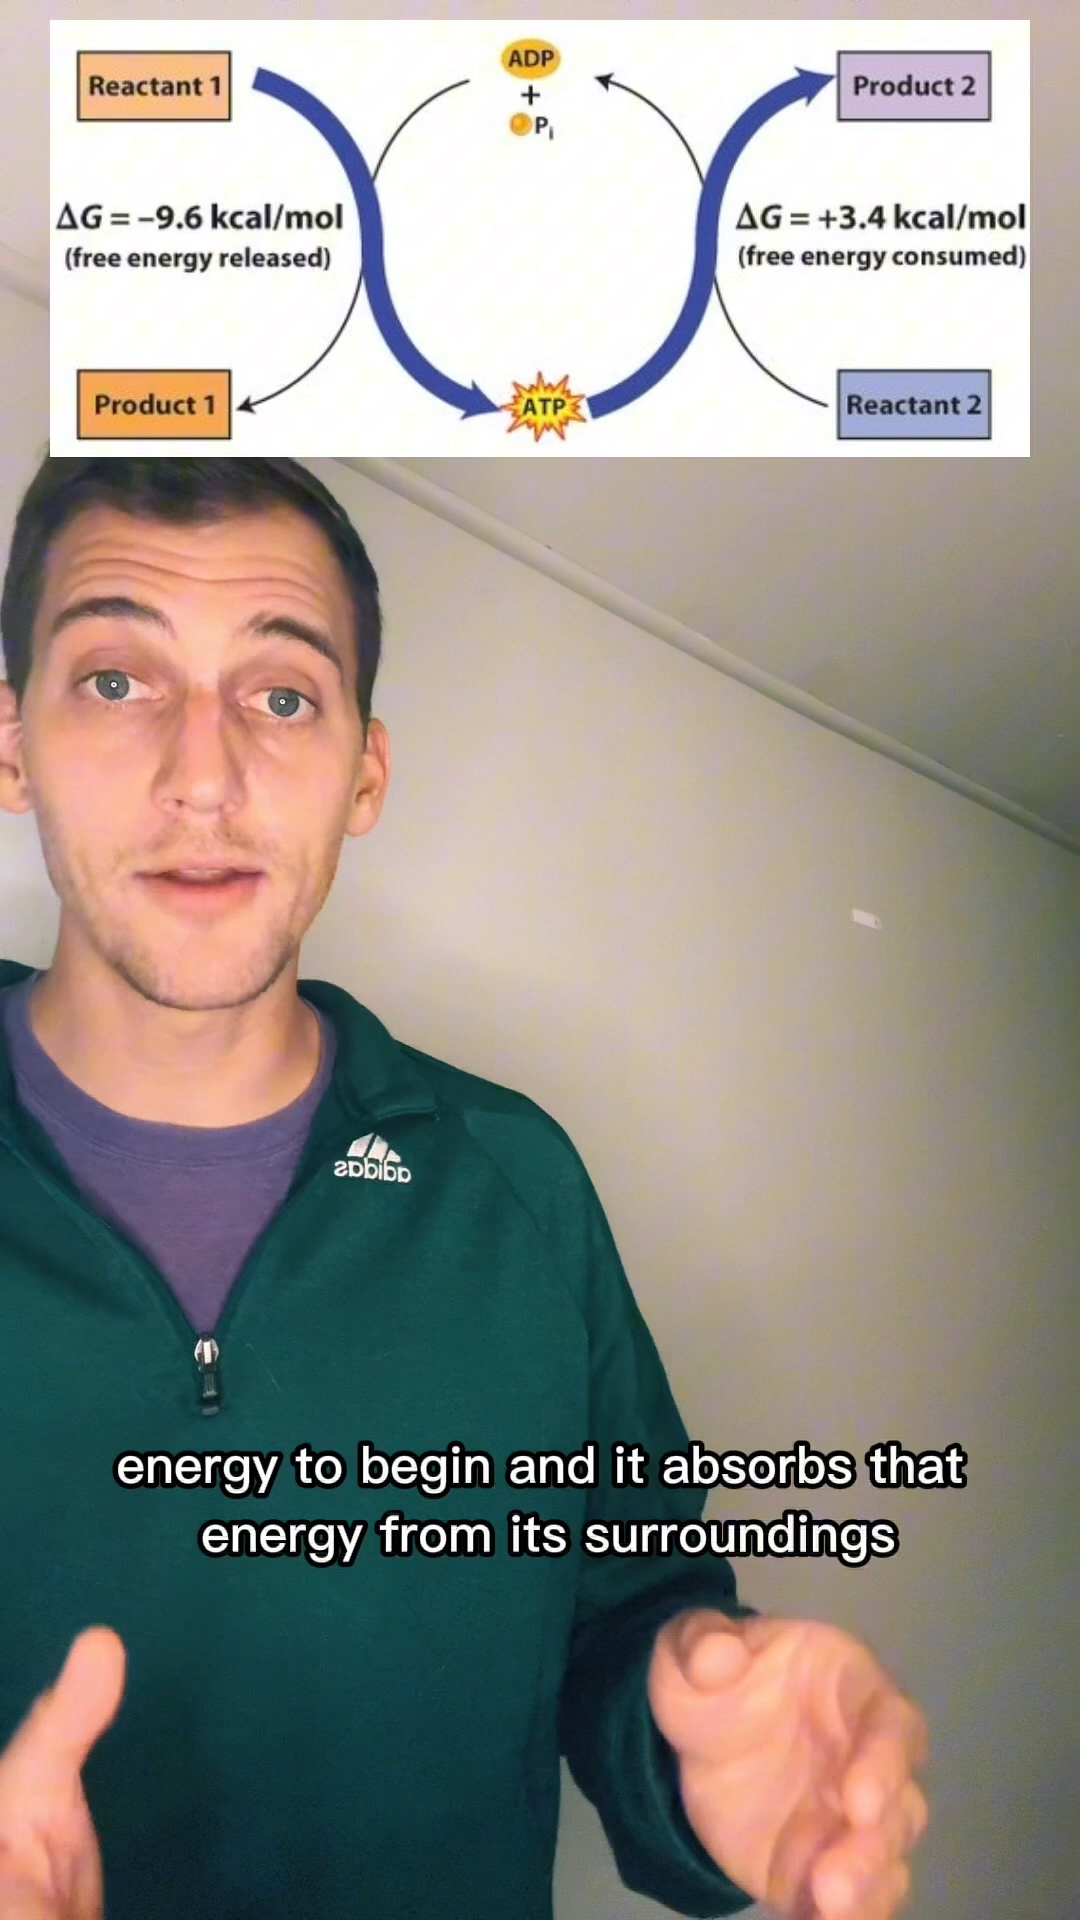 Reactant 1
ADP
+
Pi
Product 2
ΔG = –9.6 kcal/mol
(free energy released)
ΔG = +3.4 kcal/mol
(free energy consumed)
Product 1
ATP
Reactant 2
adidas
energy to begin and it absorbs that
energy from its surroundings